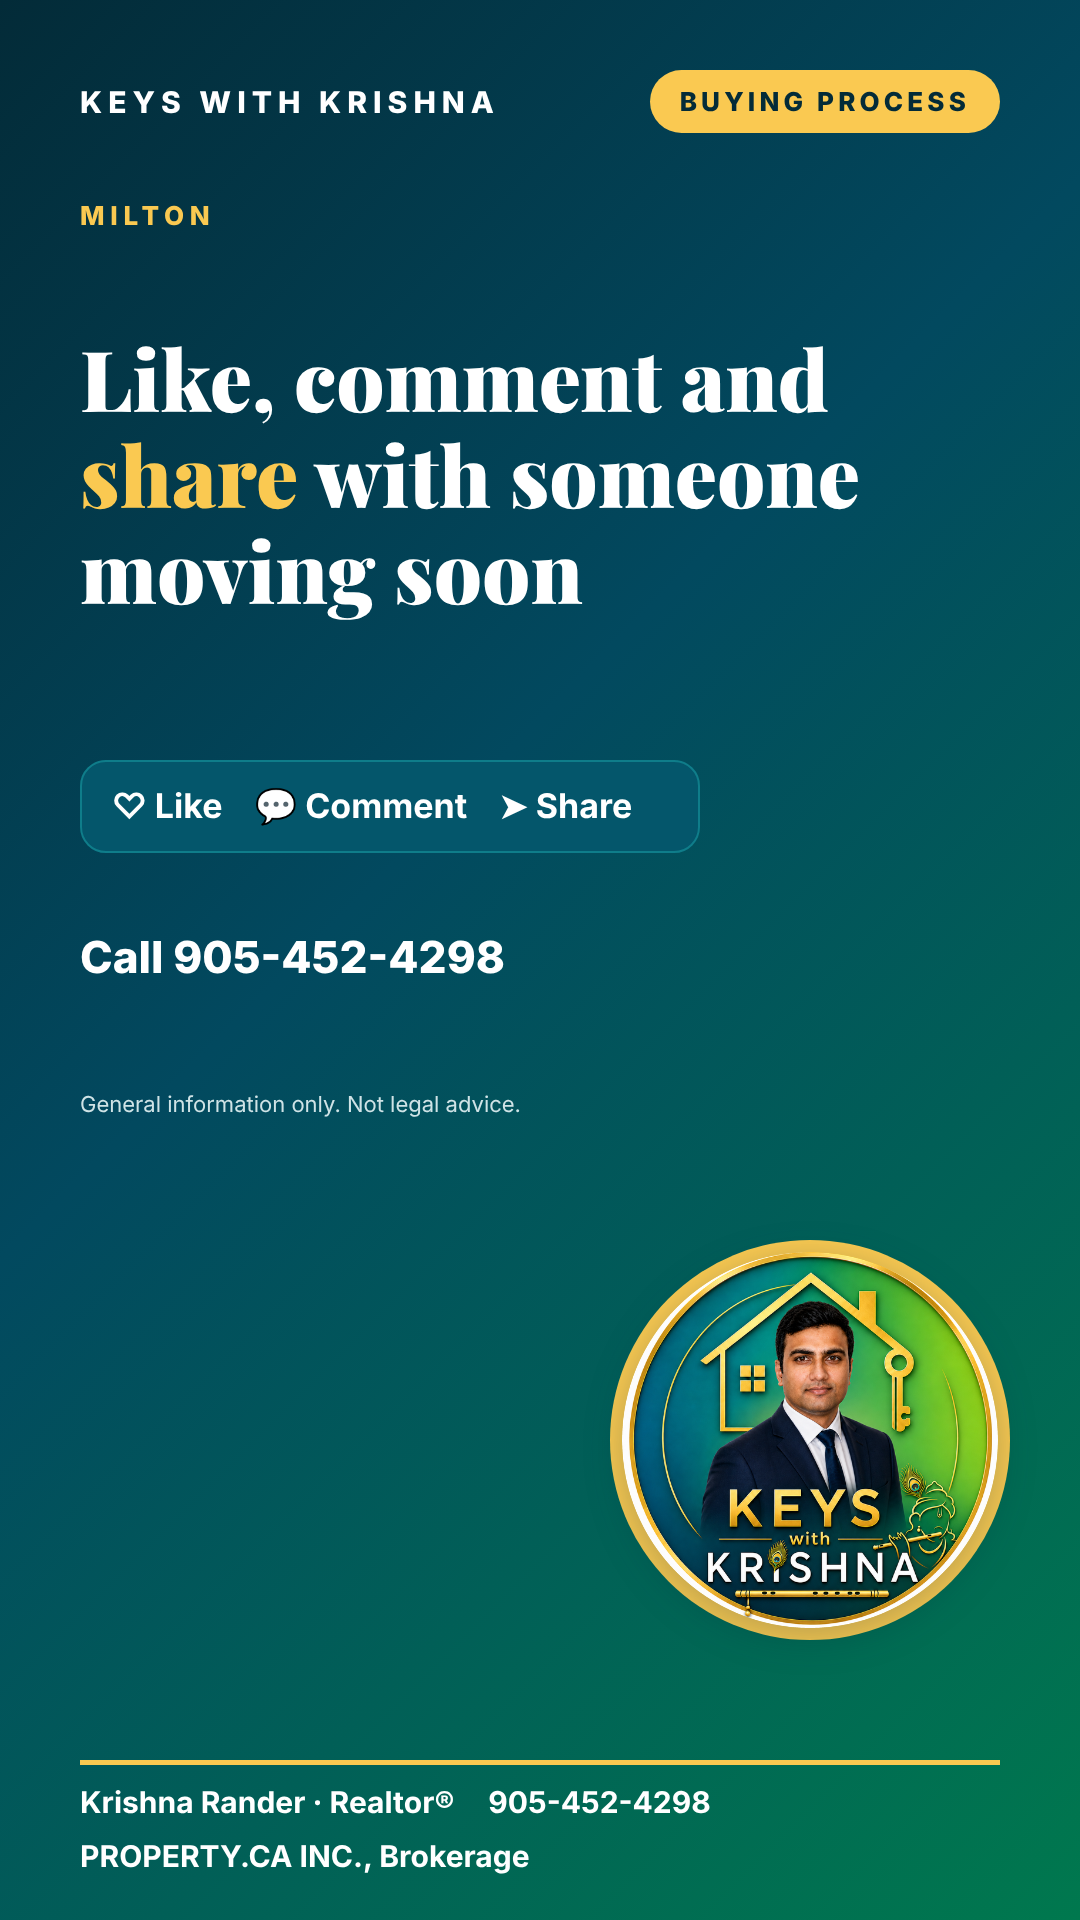 KEYS WITH KRISHNA
BUYING PROCESS
MILTON
Like, comment and
share with someone
moving soon
♡ Like 💬 Comment ➤ Share
Call 905-452-4298
General information only. Not legal advice.
KEYS
with
KRISHNA
Krishna Rander · Realtor® 905-452-4298
PROPERTY.CA INC., Brokerage